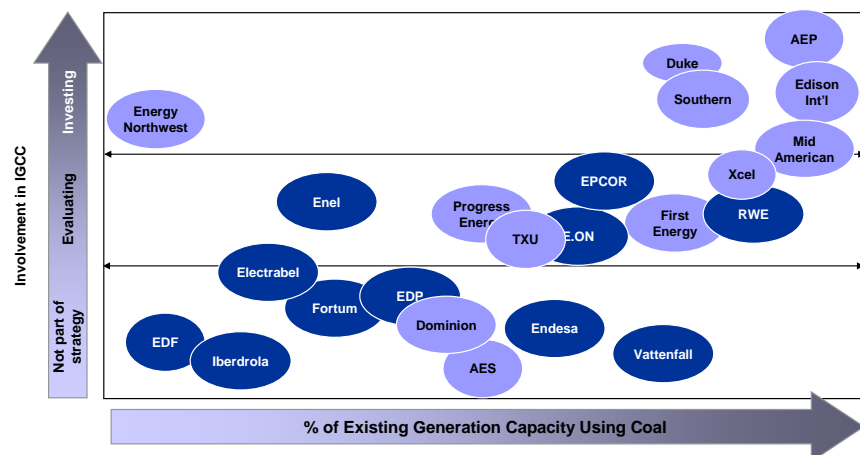 AEP
Duke
Edison
Int'l
Southern
Energy
Northwest
Mid
American
Xcel
EPCOR
Enel
Progress
Energy
First
Energy
RWE
TXU
E.ON
Electrabel
EDP
Fortum
Dominion
Endesa
EDF
Iberdrola
Vattenfall
AES
Involvement in IGCC
Investing
Evaluating
Not part of
strategy
% of Existing Generation Capacity Using Coal